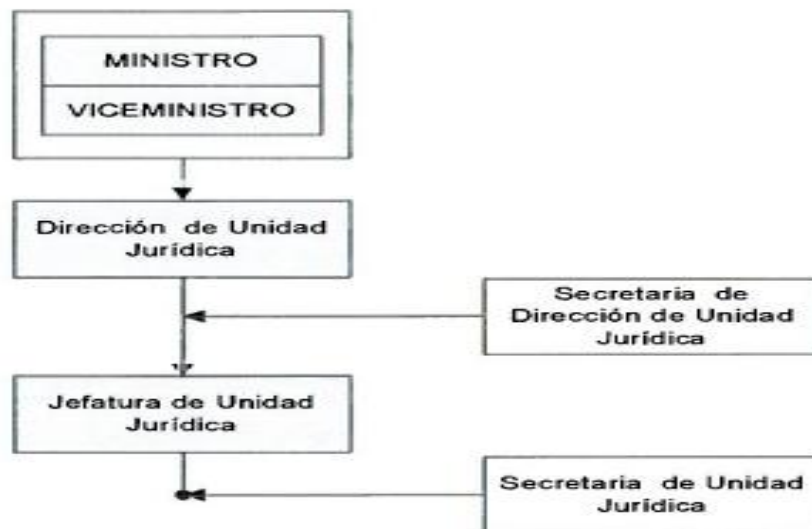 MINISTRO
VICEMINISTRO
Dirección de Unidad
Jurídica
Secretaria de
Dirección de Unidad
Jurídica
Jefatura de Unidad
Jurídica
Secretaria de Unidad
Jurídica